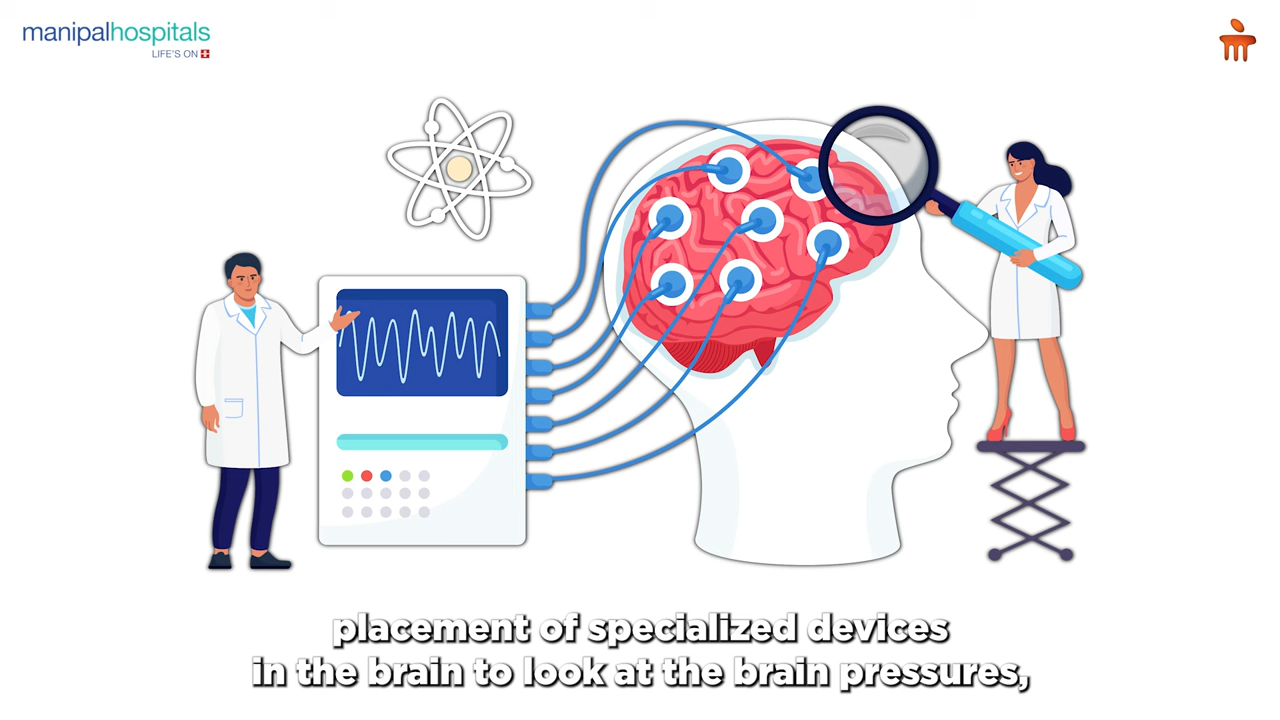 manipalhospitals
LIFE'S ON
placement of specialized devices
in the brain to look at the brain pressures,